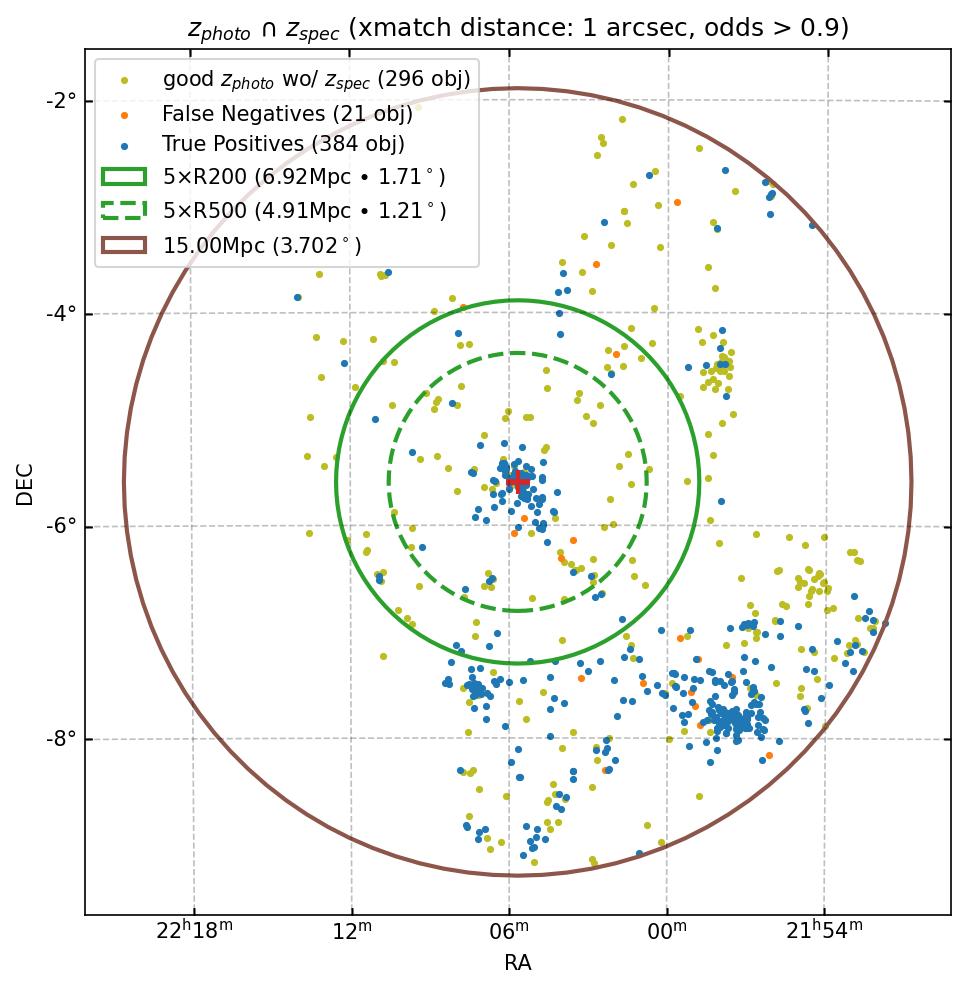 z_photo ∩ z_spec (xmatch distance: 1 arcsec, odds > 0.9)
good z_photo wo/ z_spec (296 obj)
False Negatives (21 obj)
True Positives (384 obj)
5×R200 (6.92Mpc • 1.71°)
5×R500 (4.91Mpc • 1.21°)
15.00Mpc (3.702°)
-2°
-4°
-6°
-8°
DEC
22ʰ18ᵐ 12ᵐ 06ᵐ 00ᵐ 21ʰ54ᵐ
RA